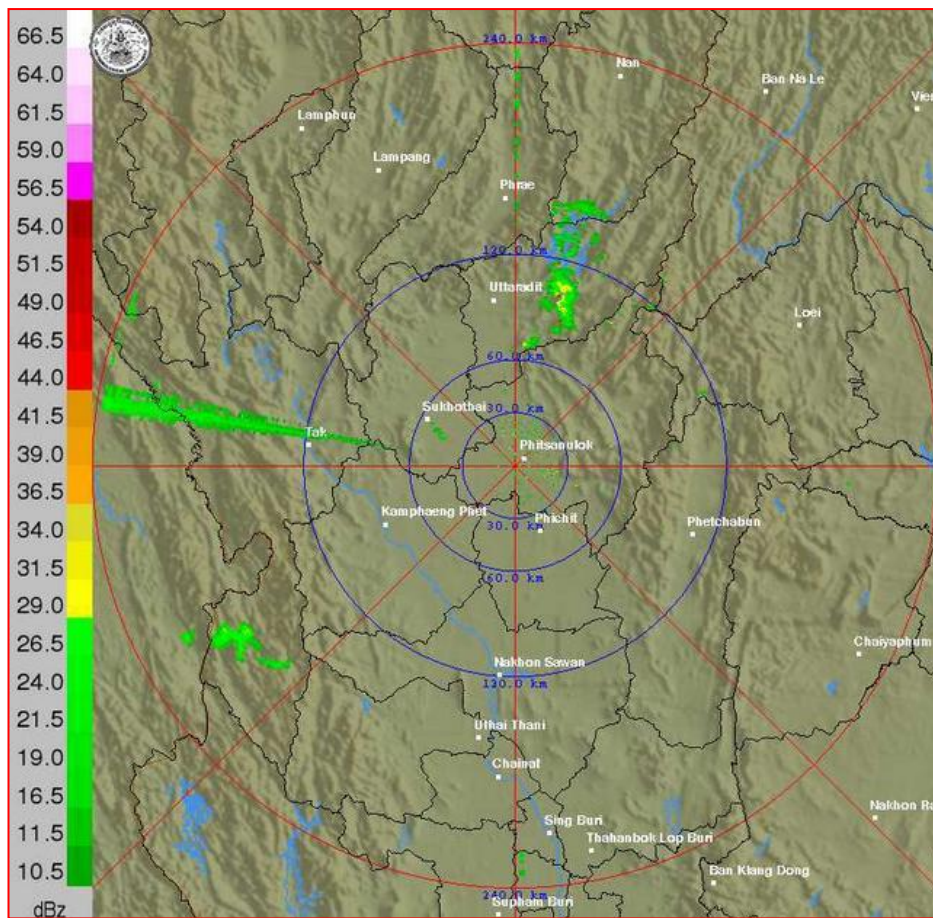 66.5
64.0
61.5
59.0
56.5
54.0
51.5
49.0
46.5
44.0
41.5
39.0
36.5
34.0
31.5
29.0
26.5
24.0
21.5
19.0
16.5
11.5
10.5
dBz
240.0 km
Nan
Ban Na Le
Lamphun
Lampang
Phrae
120.0 km
Uttaradit
Loei
60.0 km
Sukhothai
30.0 km
Tak
Phitsanulok
Kamphaeng Phet
Phichit
30.0 km
Phetchabun
60.0 km
Chaiyaphum
Nakhon Sawan
120.0 km
Uthai Thani
Chainat
Nakhon Ra
Sing Buri
Thahanbok Lop Buri
Ban Klang Dong
240.0 km
Supham Buri